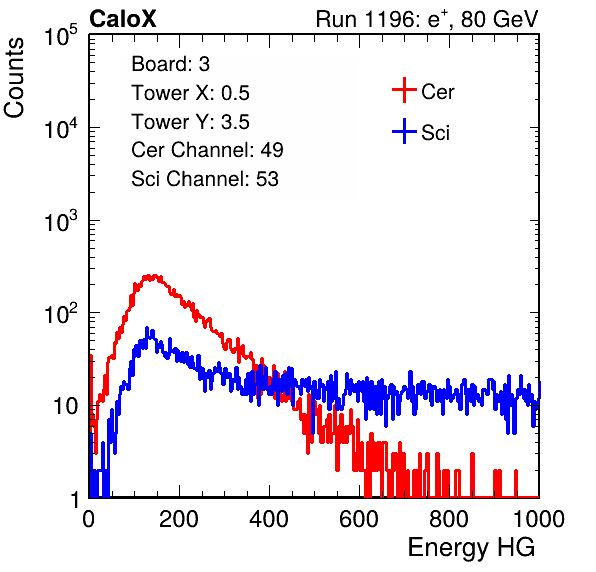 CaloX Run 1196: e⁺, 80 GeV
Counts
10⁵
10⁴
10³
10²
10
1
Board: 3
Tower X: 0.5
Tower Y: 3.5
Cer Channel: 49
Sci Channel: 53
Cer
Sci
0 200 400 600 800 1000
Energy HG